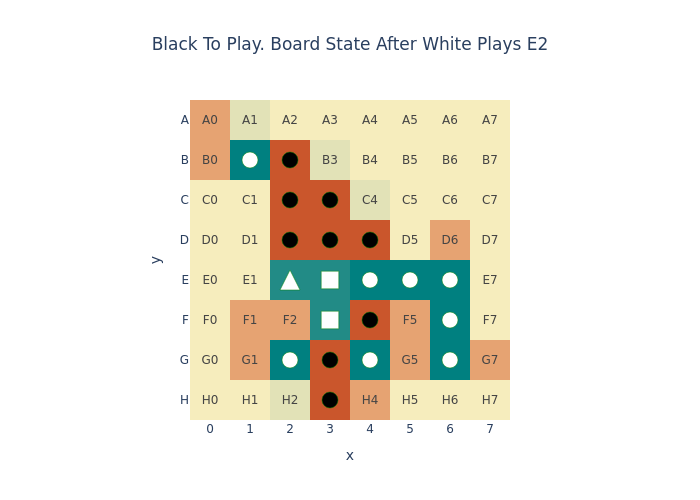 Black To Play. Board State After White Plays E2
A A0 A1 A2 A3 A4 A5 A6 A7
B B0 B3 B4 B5 B6 B7
C C0 C1 C4 C5 C6 C7
D D0 D1 D5 D6 D7
y
E E0 E1 E7
F F0 F1 F2 F5 F7
G G0 G1 G5 G7
H H0 H1 H2 H4 H5 H6 H7
0 1 2 3 4 5 6 7
x